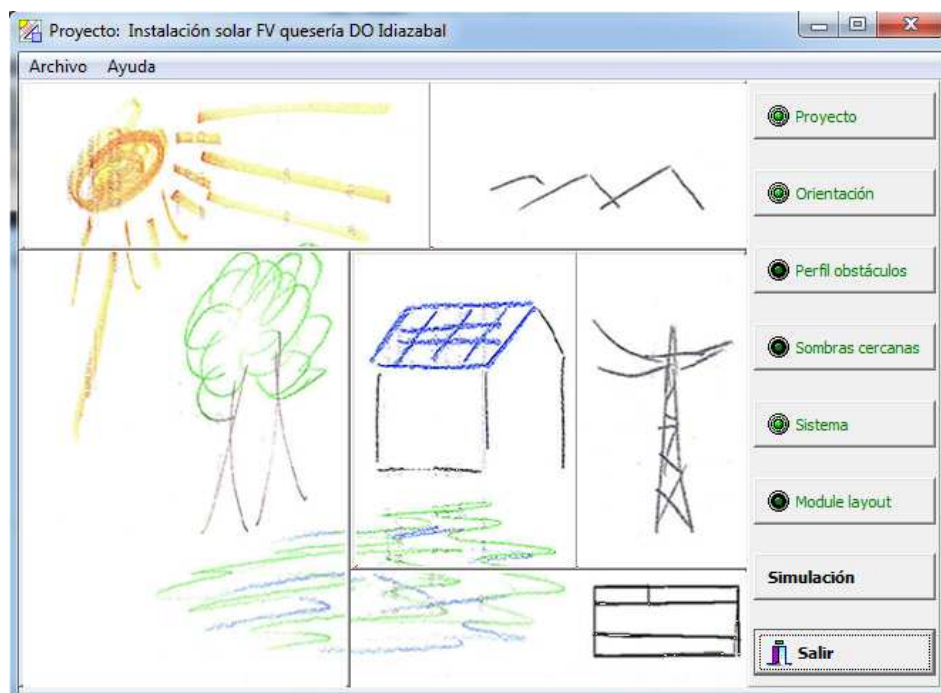 Proyecto: Instalación solar FV quesería DO Idiazabal
Archivo Ayuda
Proyecto
Orientación
Perfil obstáculos
Sombras cercanas
Sistema
Module layout
Simulación
Salir